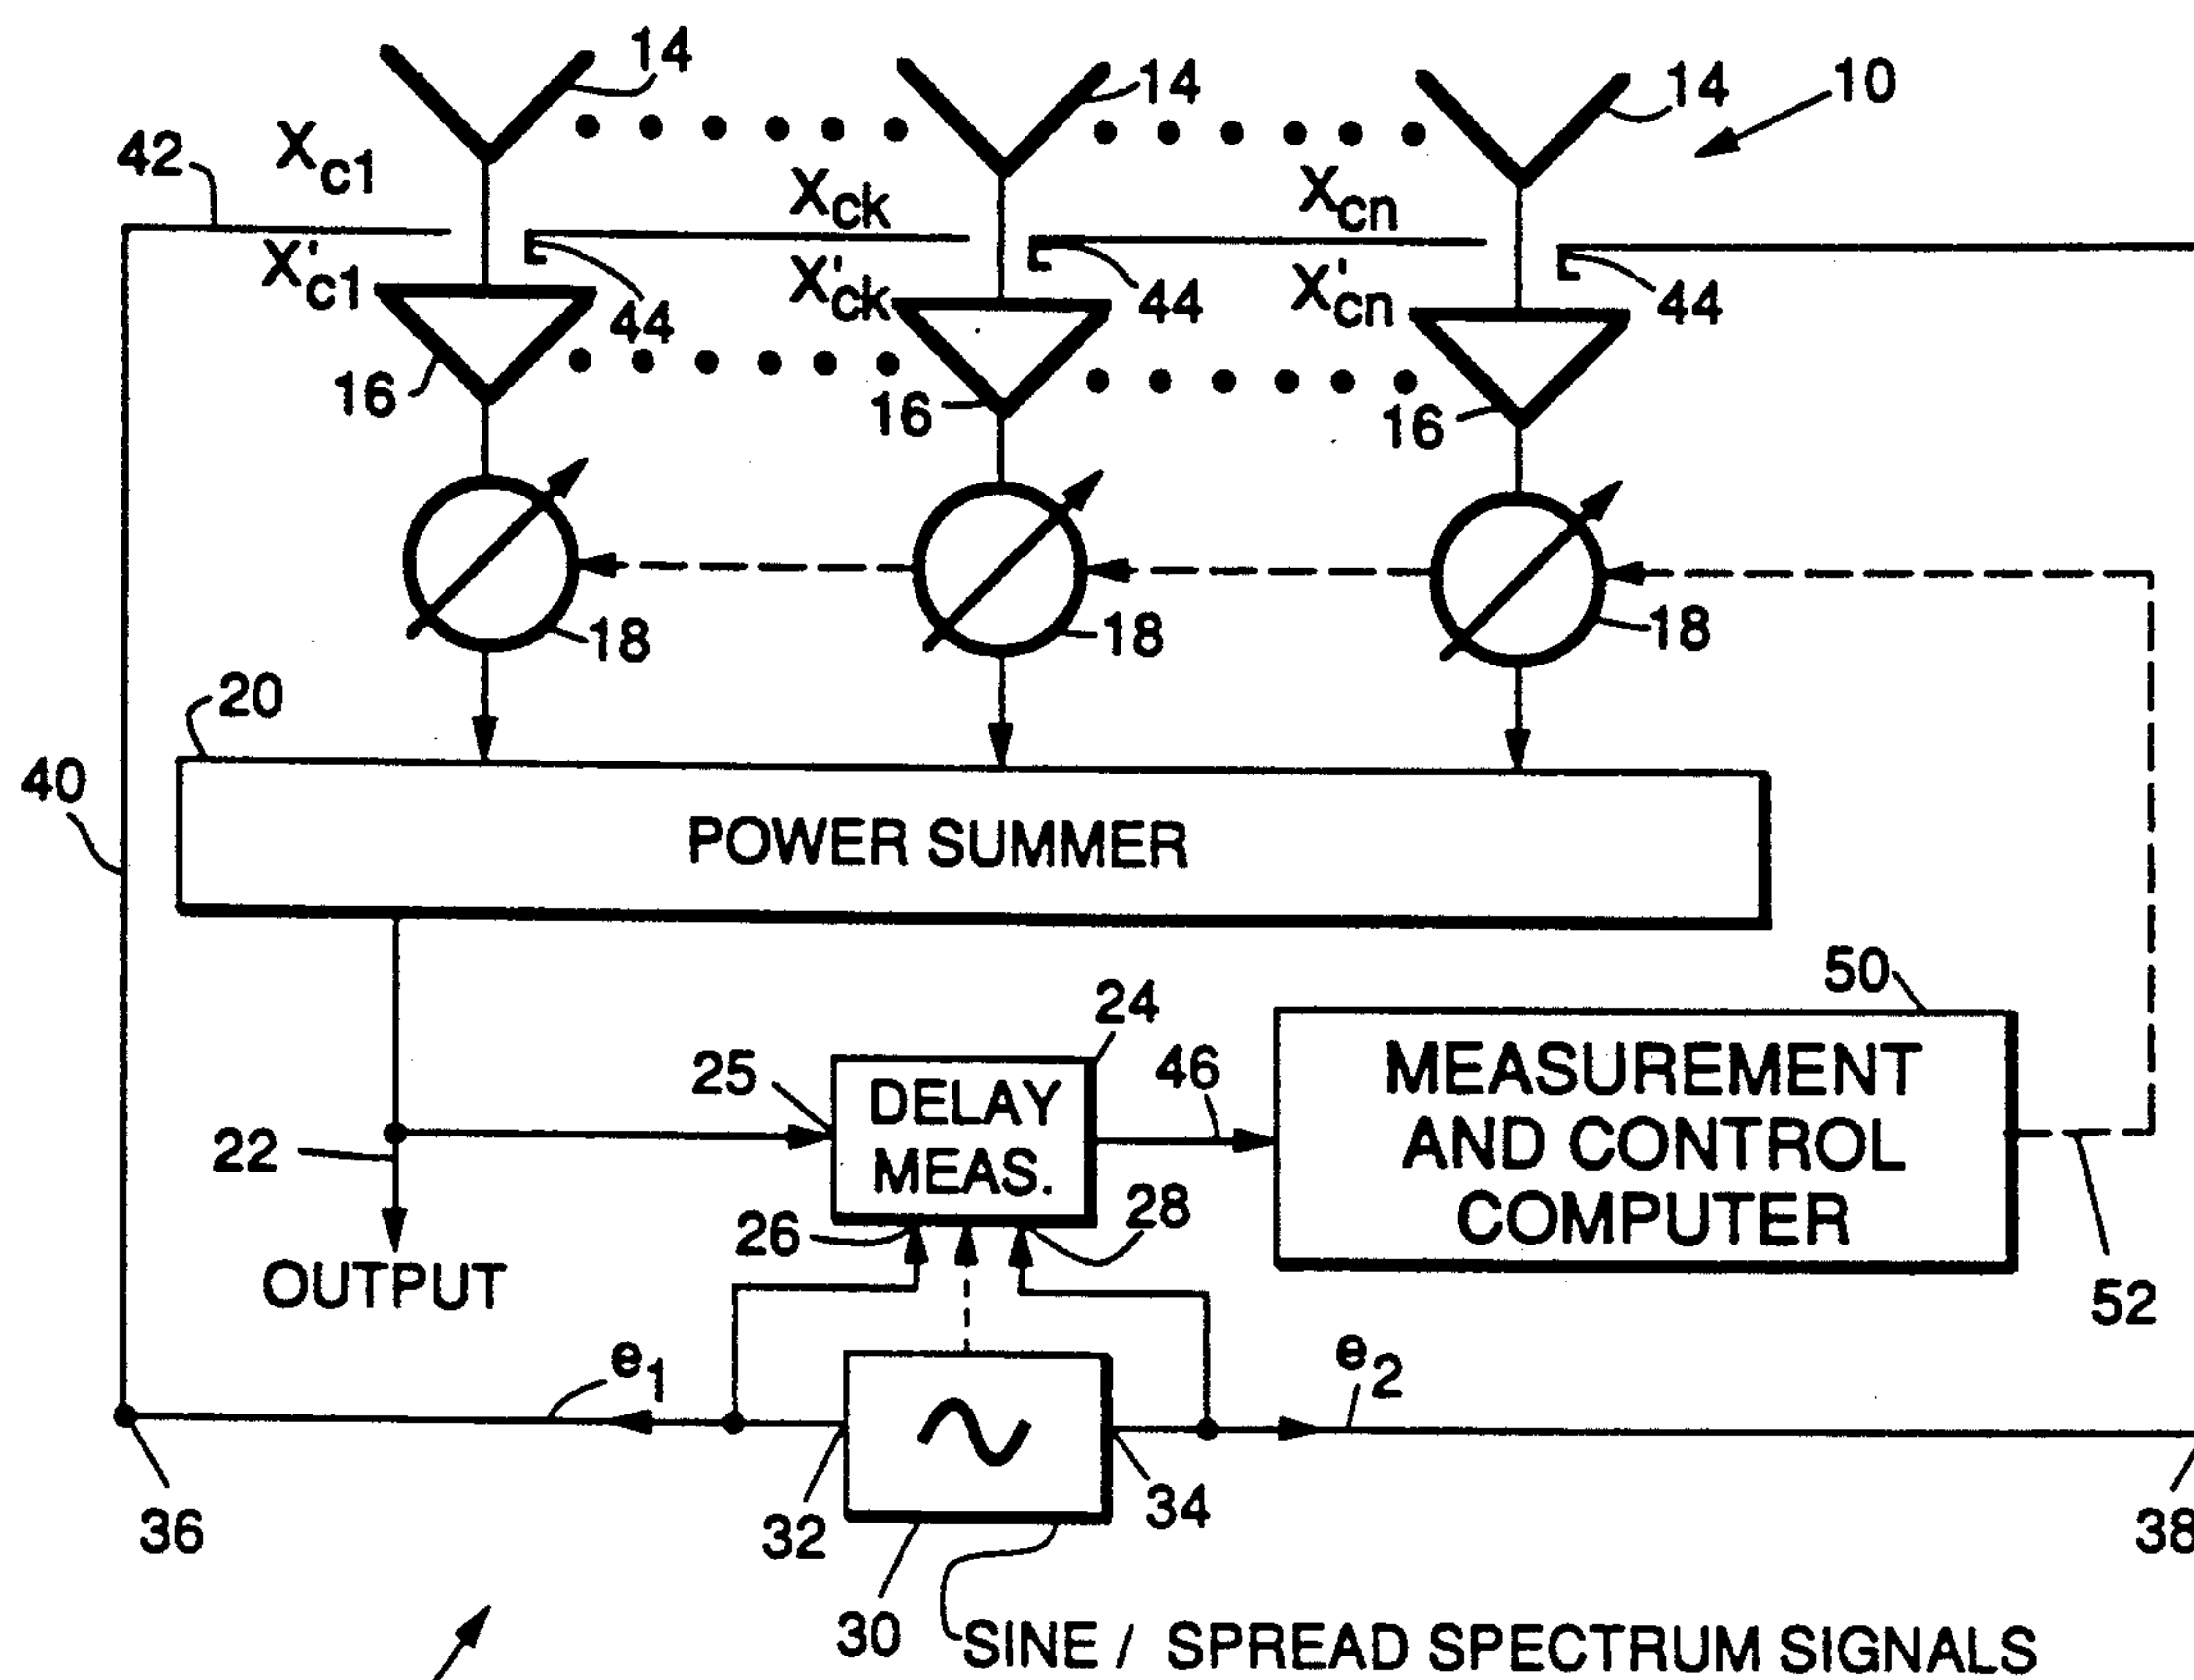 14
14
14
10
42
Xc1
Xck
Xcn
X'c1
X'ck
X'cn
44
44
44
16
16
16
18
18
18
20
40
POWER SUMMER
50
24
25
DELAY
MEAS.
46
MEASUREMENT
AND CONTROL
COMPUTER
22
26
28
OUTPUT
52
e1
e2
36
32
34
38
30
SINE / SPREAD SPECTRUM SIGNALS